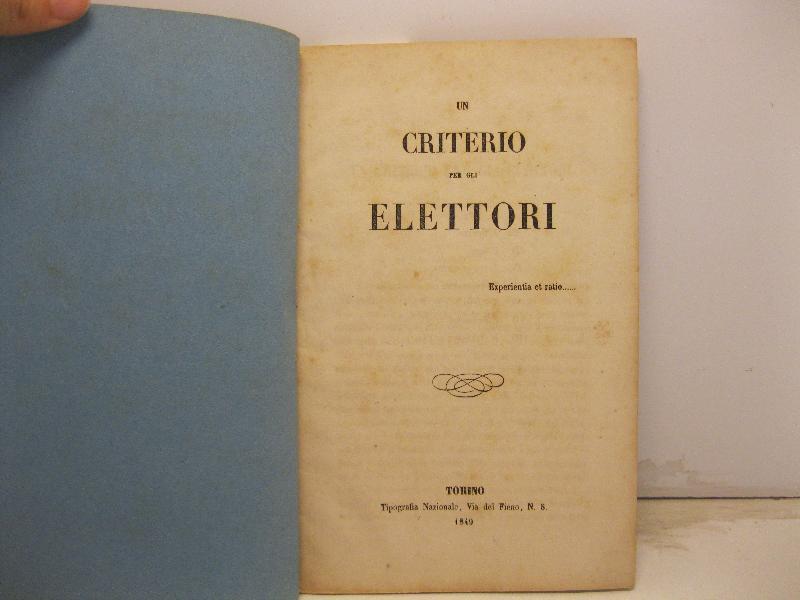 UN
CRITERIO
PER GLI
ELETTORI
Experientia et ratio......
TORINO
Tipografia Nazionale, Via del Fieno, N. 8.
1849